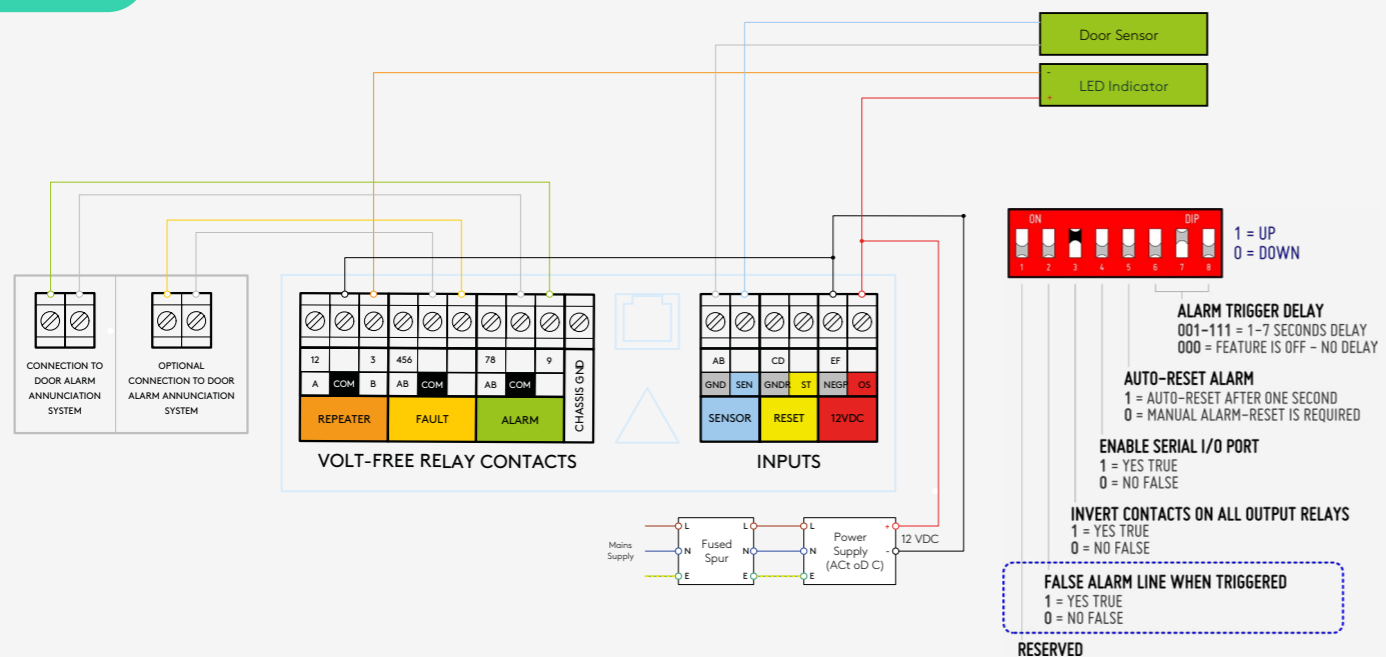 Door Sensor
-
LED Indicator
+
ON DIP
1 2 3 4 5 6 7 8
1 = UP
0 = DOWN
ALARM TRIGGER DELAY
001-111 = 1-7 SECONDS DELAY
000 = FEATURE IS OFF - NO DELAY
AUTO-RESET ALARM
1 = AUTO-RESET AFTER ONE SECOND
0 = MANUAL ALARM-RESET IS REQUIRED
ENABLE SERIAL I/O PORT
1 = YES TRUE
0 = NO FALSE
INVERT CONTACTS ON ALL OUTPUT RELAYS
1 = YES TRUE
0 = NO FALSE
FALSE ALARM LINE WHEN TRIGGERED
1 = YES TRUE
0 = NO FALSE
RESERVED
CONNECTION TO
DOOR ALARM
ANNUNCIATION
SYSTEM
OPTIONAL
CONNECTION TO DOOR
ALARM ANNUNCIATION
SYSTEM
12 3 456 78 9
A COM B AB COM AB COM
REPEATER FAULT ALARM
CHASSIS GND
VOLT-FREE RELAY CONTACTS
AB CD EF
GND SEN GNDR ST NEGP OS
SENSOR RESET 12VDC
INPUTS
Mains
Supply
L L
N N
E E
Fused
Spur
L +
N -
E
Power
Supply
(ACt oD C)
12 VDC